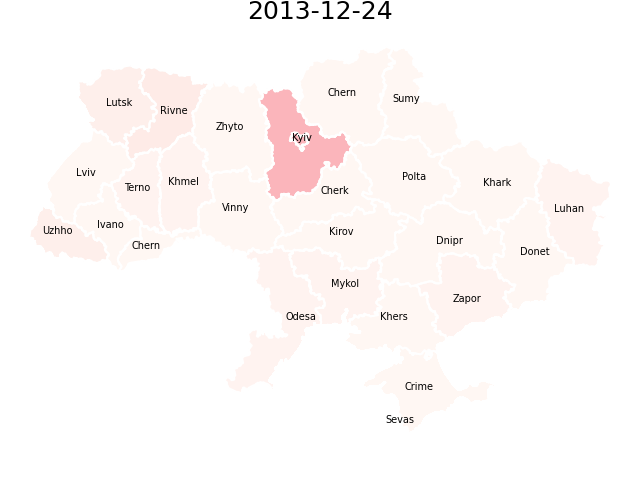 2013-12-24
Chern
Sumy
Lutsk
Rivne
Zhyto
Kyiv
Lviv
Terno
Khmel
Polta
Khark
Cherk
Vinny
Luhan
Uzhho
Ivano
Chern
Kirov
Dnipr
Donet
Mykol
Zapor
Odesa
Khers
Crime
Sevas